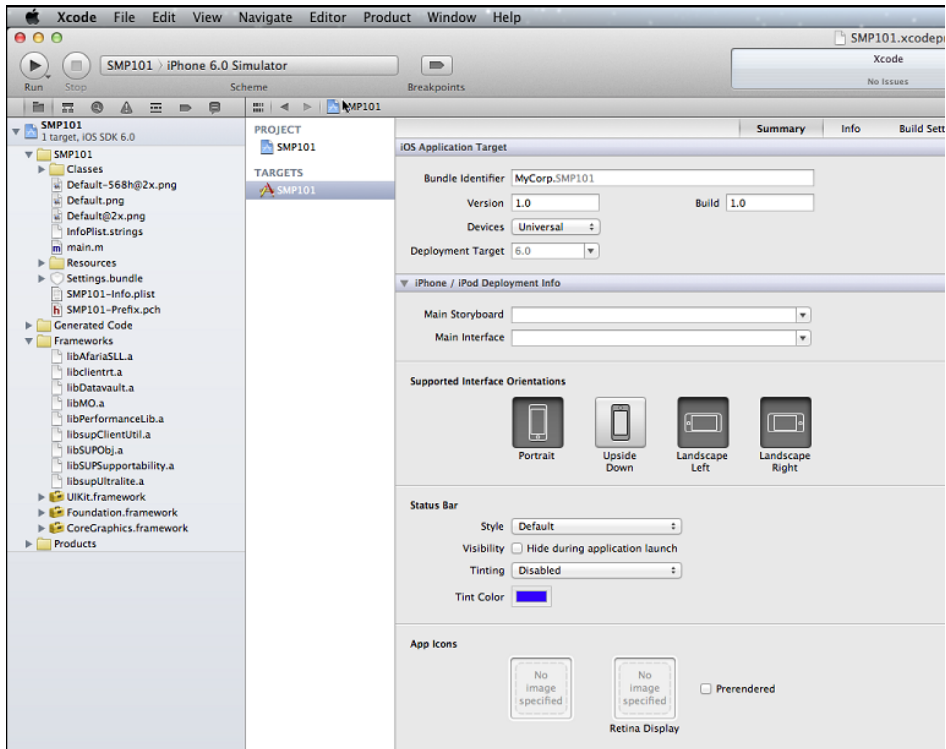 Xcode File Edit View Navigate Editor Product Window Help
SMP101.xcodepr
Run Stop
SMP101 iPhone 6.0 Simulator
Scheme
Breakpoints
Xcode
No Issues
SMP101
1 target, iOS SDK 6.0
SMP101
Classes
Default-568h@2x.png
Default.png
Default@2x.png
InfoPlist.strings
main.m
Resources
Settings.bundle
SMP101-Info.plist
SMP101-Prefix.pch
Generated Code
Frameworks
libAfariaSLL.a
libclientrt.a
libDatavault.a
libMO.a
libPerformanceLib.a
libsupClientUtil.a
libSUPObj.a
libSUPSupportability.a
libsupUltralite.a
UIKit.framework
Foundation.framework
CoreGraphics.framework
Products
SMP101
PROJECT
SMP101
TARGETS
SMP101
Summary Info Build Sett
iOS Application Target
Bundle Identifier MyCorp.SMP101
Version 1.0 Build 1.0
Devices Universal
Deployment Target 6.0
iPhone / iPod Deployment Info
Main Storyboard
Main Interface
Supported Interface Orientations
Portrait
Upside Down
Landscape Left
Landscape Right
Status Bar
Style Default
Visibility Hide during application launch
Tinting Disabled
Tint Color
App Icons
No image specified
No image specified
Prerendered
Retina Display